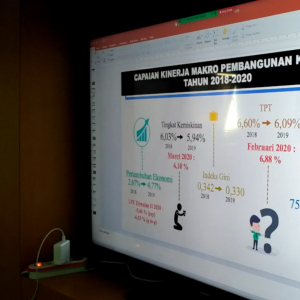 CAPAIAN KINERJA MAKRO PEMBANGUNAN K
TAHUN 2018-2020
TPT
6,60% 6,09%
2018 2019
Februari 2020 :
6,88 %
Tingkat Kemiskinan
6,03% 5,94%
2018 2019
Maret 2020 :
6,18 %
Pertumbuhan Ekonomi
2,67% 4,77%
2018 2019
Indeks Gini
0,342 0,330
2018 2019
75